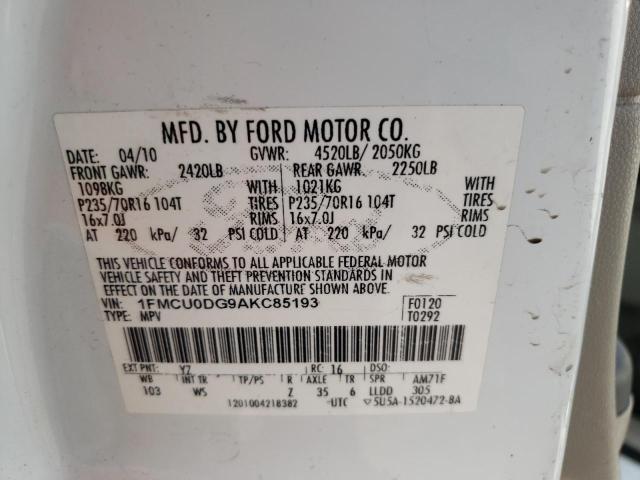 MFD. BY FORD MOTOR CO.
DATE: 04/10 GVWR: 4520LB/ 2050KG
FRONT GAWR: 2420LB REAR GAWR: 2250LB
1098KG WITH 1021KG WITH
P235/70R16 104T TIRES P235/70R16 104T TIRES
16x7.0J RIMS 16x7.0J RIMS
AT 220 kPa/ 32 PSI COLD AT 220 kPa/ 32 PSI COLD
THIS VEHICLE CONFORMS TO ALL APPLICABLE FEDERAL MOTOR
VEHICLE SAFETY AND THEFT PREVENTION STANDARDS IN
EFFECT ON THE DATE OF MANUFACTURE SHOWN ABOVE.
VIN: 1FMCU0DG9AKC85193 F0120
TYPE: MPV T0292
EXT PNT: YZ RC: 16 DSO:
WB INT TR TP/PS R AXLE TR SPR AM71F
103 WS Z 35 6 LLDD 305
1201004218382 UTC ▽5U5A-1520472-BA